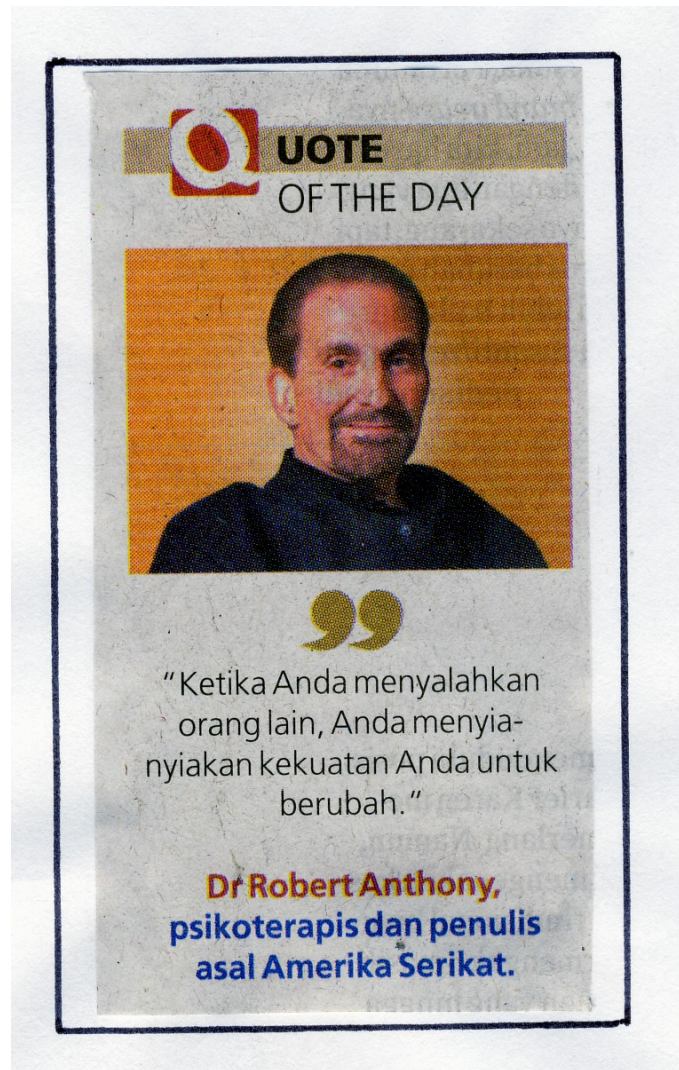 QUOTE
OF THE DAY
“Ketika Anda menyalahkan
orang lain, Anda menyia-
nyiakan kekuatan Anda untuk
berubah.”
Dr Robert Anthony,
psikoterapis dan penulis
asal Amerika Serikat.